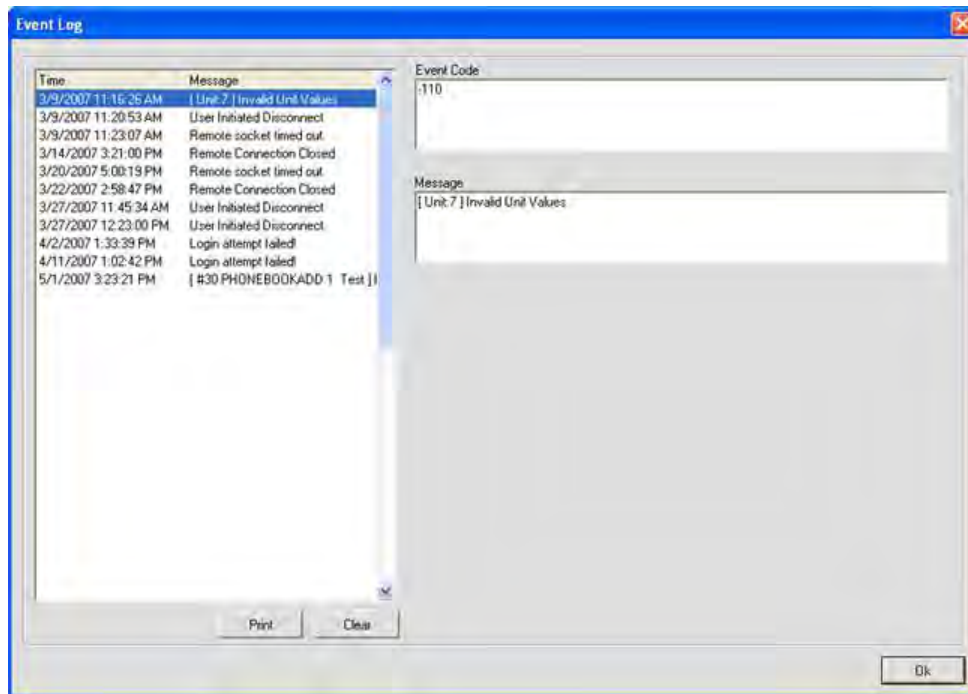 Event Log
Time Message
3/9/2007 11:16:26 AM [ Unit:7 ] Invalid Unit Values
3/9/2007 11:20:53 AM User Initiated Disconnect
3/9/2007 11:23:07 AM Remote socket timed out.
3/14/2007 3:21:00 PM Remote Connection Closed
3/20/2007 5:00:19 PM Remote socket timed out.
3/22/2007 2:58:47 PM Remote Connection Closed
3/27/2007 11:45:34 AM User Initiated Disconnect
3/27/2007 12:23:00 PM User Initiated Disconnect
4/2/2007 1:33:39 PM Login attempt failed!
4/11/2007 1:02:42 PM Login attempt failed!
5/1/2007 3:23:21 PM [ #30 PHONEBOOKADD 1 Test ]
Print Clear
Event Code
-110
Message
[ Unit:7 ] Invalid Unit Values
Ok